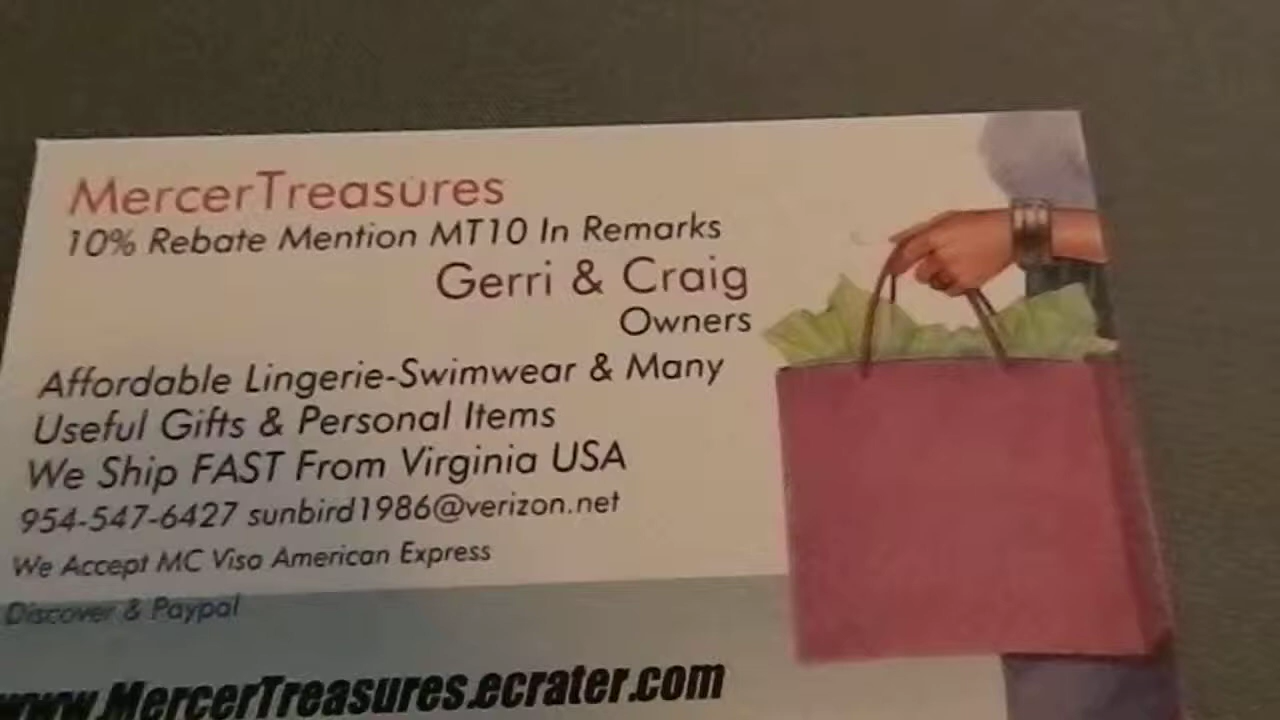 MercerTreasures
10% Rebate Mention MT10 In Remarks
Gerri & Craig
Owners
Affordable Lingerie-Swimwear & Many
Useful Gifts & Personal Items
We Ship FAST From Virginia USA
954-547-6427 sunbird1986@verizon.net
We Accept MC Visa American Express
Discover & Paypal
www.MercerTreasures.ecrater.com